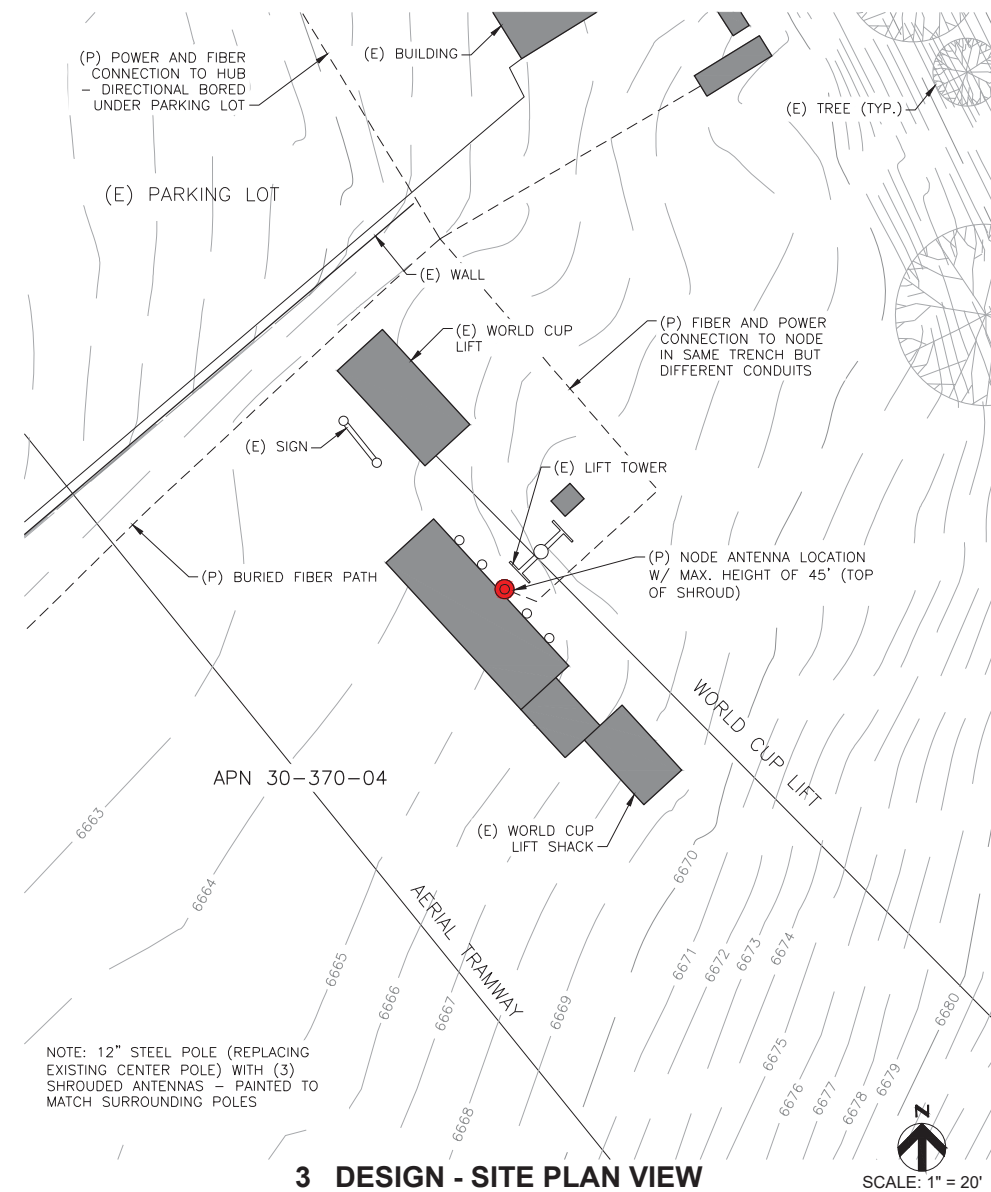 (P) POWER AND FIBER
CONNECTION TO HUB
– DIRECTIONAL BORED
UNDER PARKING LOT
(E) BUILDING
(E) TREE (TYP.)
(E) PARKING LOT
(E) WALL
(E) WORLD CUP
LIFT
(P) FIBER AND POWER
CONNECTION TO NODE
IN SAME TRENCH BUT
DIFFERENT CONDUITS
(E) SIGN
(E) LIFT TOWER
(P) NODE ANTENNA LOCATION
W/ MAX. HEIGHT OF 45' (TOP
OF SHROUD)
(P) BURIED FIBER PATH
WORLD CUP LIFT
APN 30-370-04
(E) WORLD CUP
LIFT SHACK
AERIAL TRAMWAY
6663
6664
6665
6666
6667
6668
6669
6670
6671
6672
6673
6674
6675
6676
6677
6678
6679
6680
NOTE: 12" STEEL POLE (REPLACING
EXISTING CENTER POLE) WITH (3)
SHROUDED ANTENNAS – PAINTED TO
MATCH SURROUNDING POLES
N
3 DESIGN - SITE PLAN VIEW
SCALE: 1" = 20'